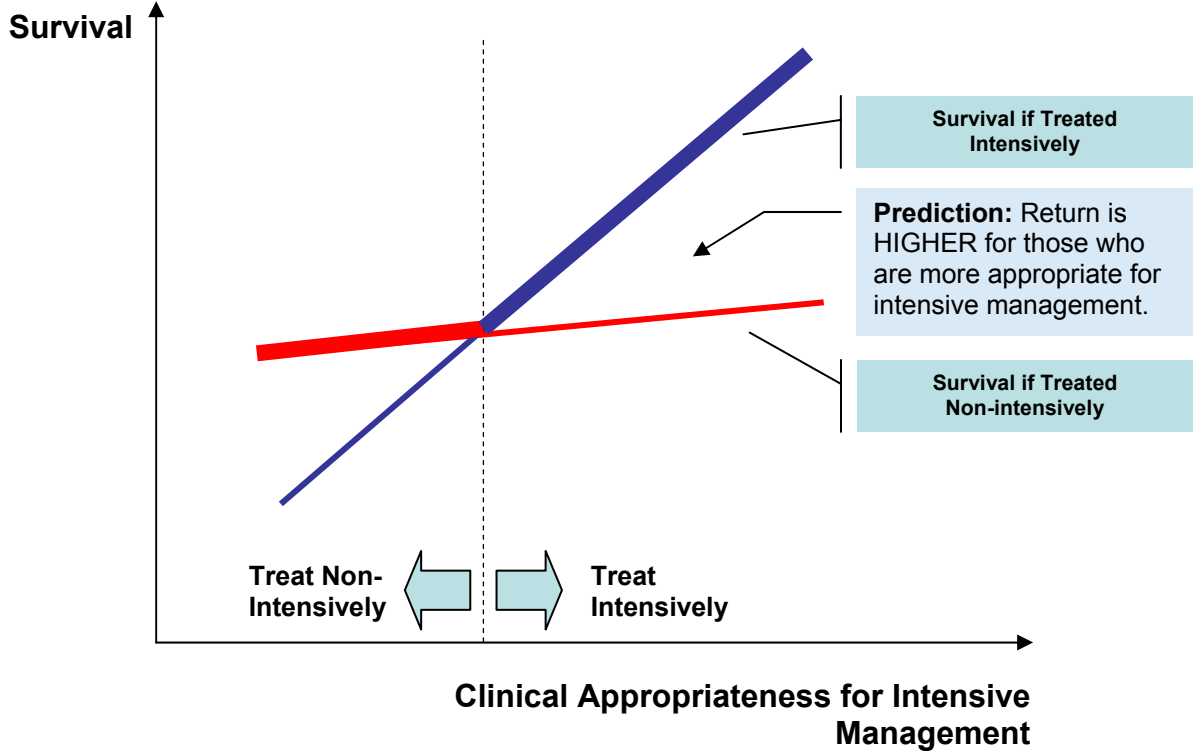 Survival
Survival if Treated
Intensively
Prediction: Return is
HIGHER for those who
are more appropriate for
intensive management.
Survival if Treated
Non-intensively
Treat Non-
Intensively
Treat
Intensively
Clinical Appropriateness for Intensive
Management